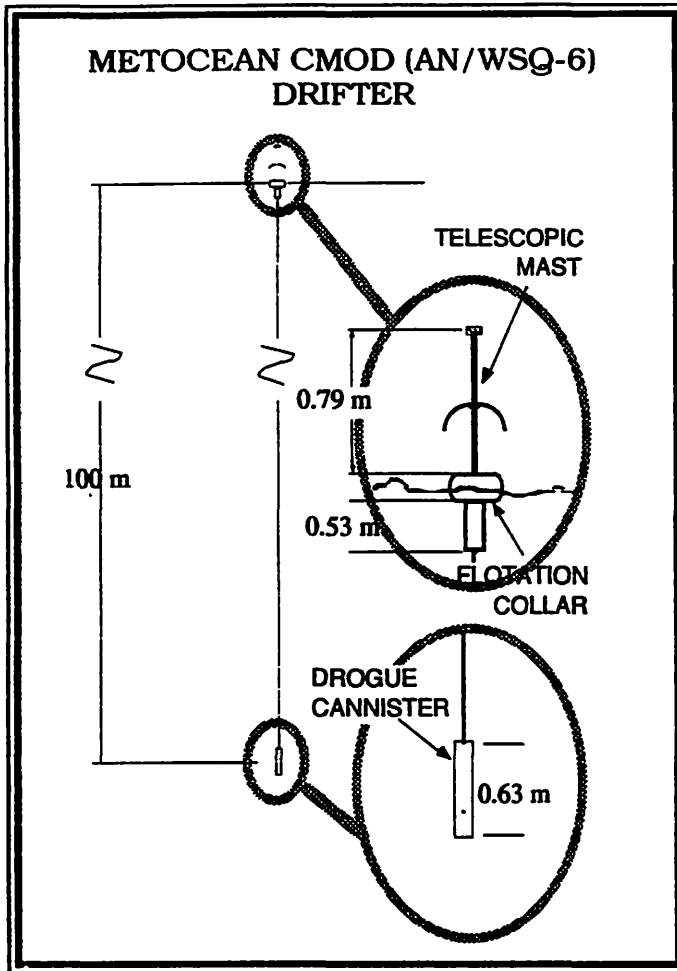 METOCEAN CMOD (AN/WSQ-6)
DRIFTER
TELESCOPIC
MAST
0.79 m
100 m
0.53 m
FLOTATION
COLLAR
DROGUE
CANNISTER
0.63 m